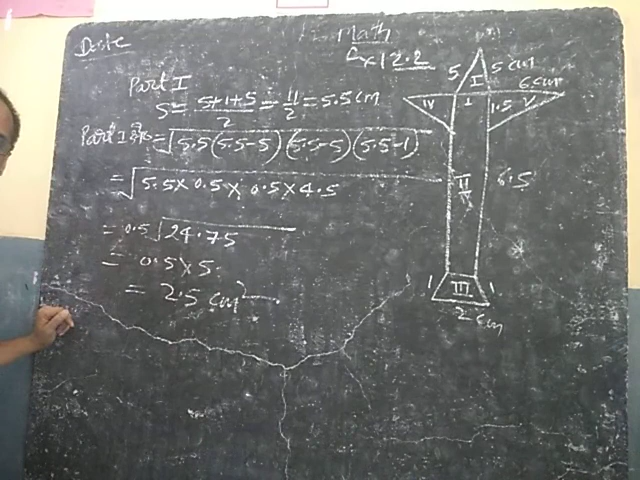 Date
Math
Ex 12.2
Part I
S = 5+1+5/2 = 11/2 = 5.5 cm
= √5.5(5.5-5)(5.5-5)(5.5-1)
= √5.5×0.5×0.5×4.5
= 0.5√24.75
= 0.5×5
= 2.5 cm²
5 I 5 cm
6 cm
IV 1 1.5 V
II 6.5
1 III 1
2 cm